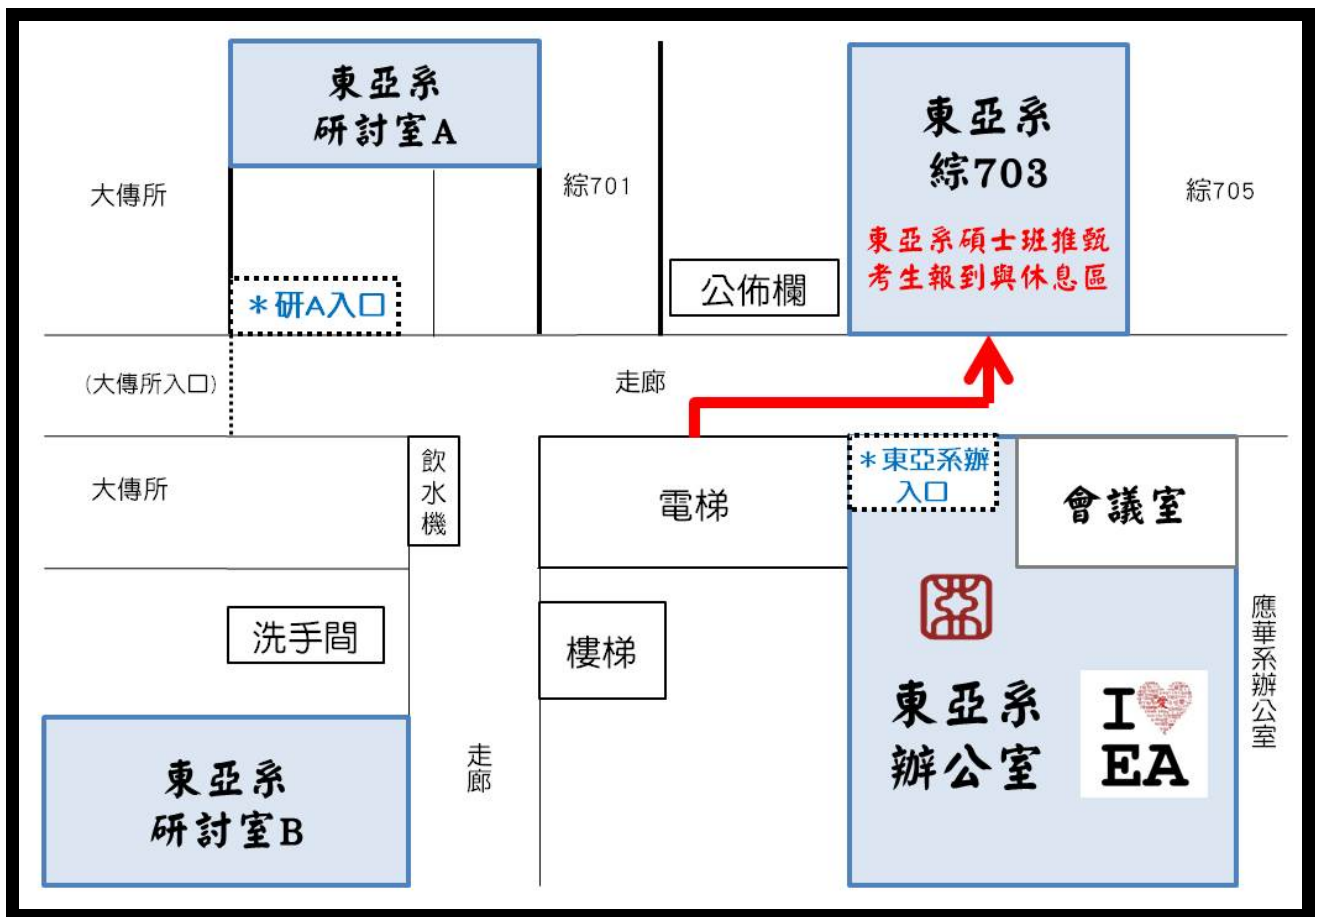 東亞系
研討室A
大傳所
綜701
＊研A入口
公佈欄
東亞系
綜703
東亞系碩士班推甄
考生報到與休息區
綜705
(大傳所入口)
走廊
大傳所
飲水機
電梯
＊東亞系辦
入口
會議室
洗手間
樓梯
應華系辦公室
東亞系
研討室B
走廊
東亞系
辦公室
I
EA